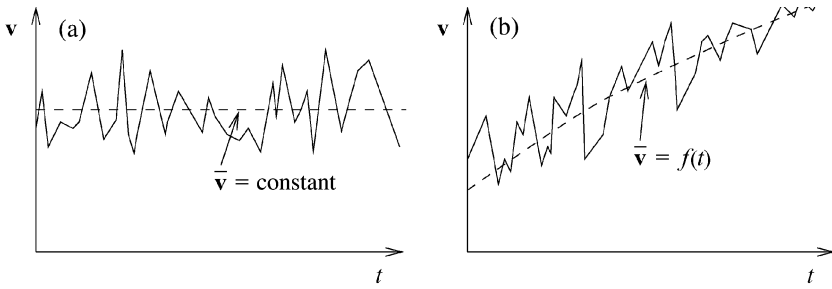 v (a)
v̄ = constant
t
v (b)
v̄ = f(t)
t